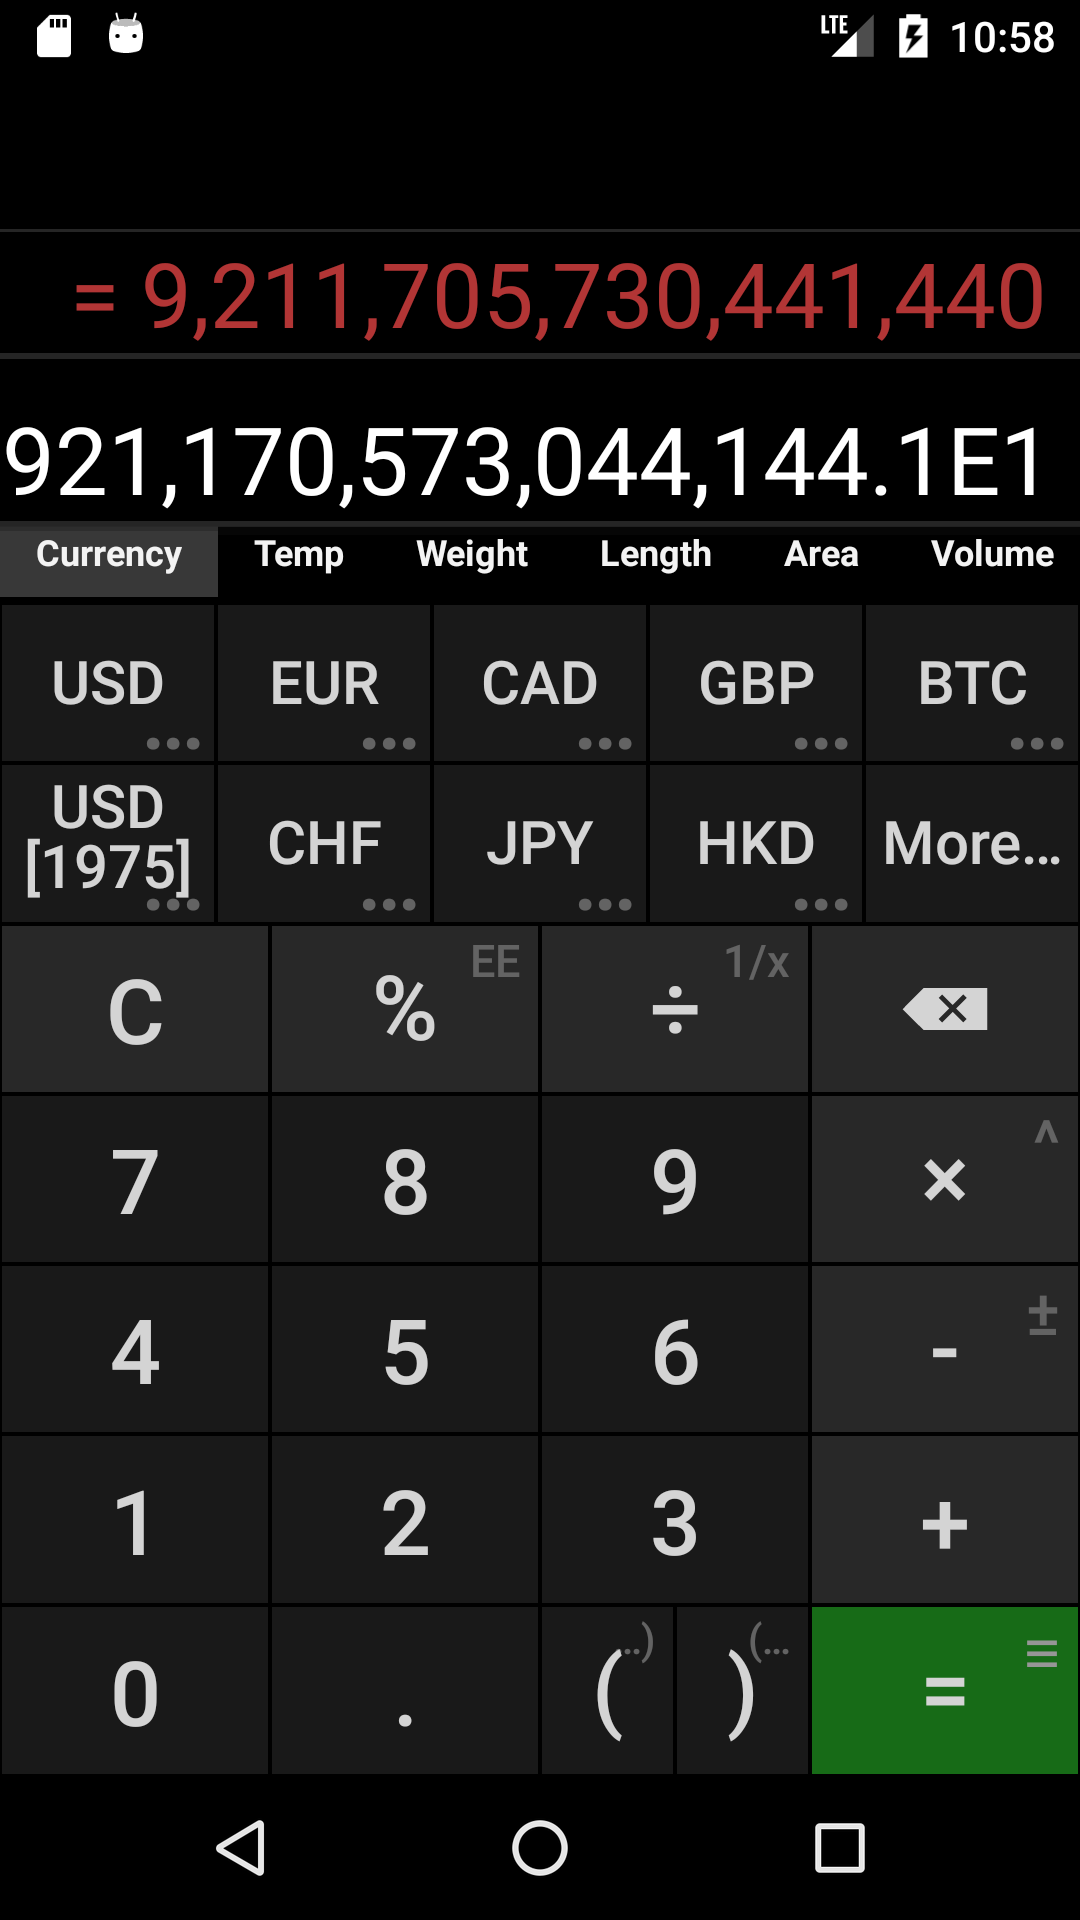 LTE 10:58
= 9,211,705,730,441,440
921,170,573,044,144.1E1
Currency Temp Weight Length Area Volume
USD EUR CAD GBP BTC
USD [1975] CHF JPY HKD More...
C % EE ÷ 1/x
7 8 9 × ^
4 5 6 - ±
1 2 3 +
0 . ( ..) ) (... = ≡